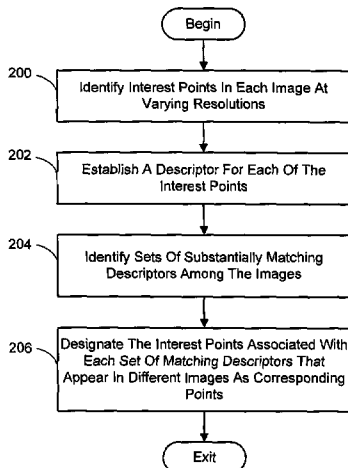 Begin
200
Identify Interest Points In Each Image At
Varying Resolutions
202
Establish A Descriptor For Each Of The
Interest Points
204
Identify Sets Of Substantially Matching
Descriptors Among The Images
206
Designate The Interest Points Associated With
Each Set Of Matching Descriptors That
Appear In Different Images As Corresponding
Points
Exit